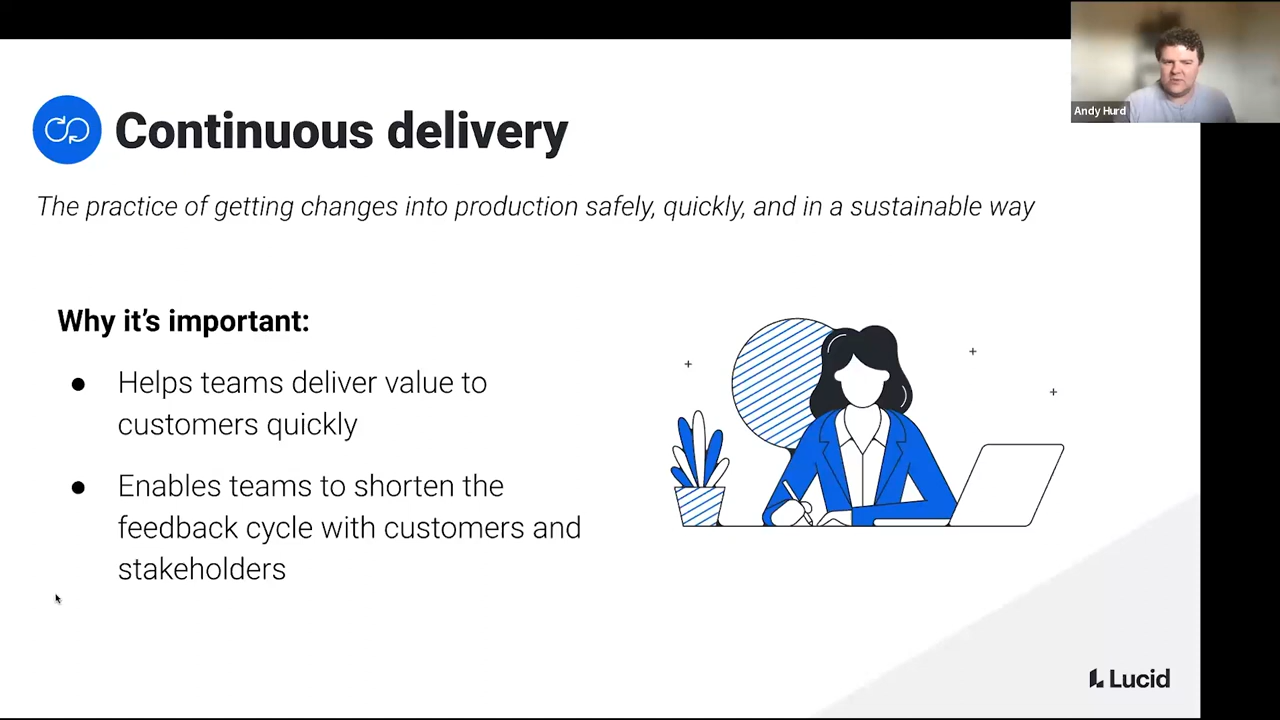 Continuous delivery
The practice of getting changes into production safely, quickly, and in a sustainable way
Why it's important:
● Helps teams deliver value to
customers quickly
● Enables teams to shorten the
feedback cycle with customers and
stakeholders
Andy Hurd
Lucid